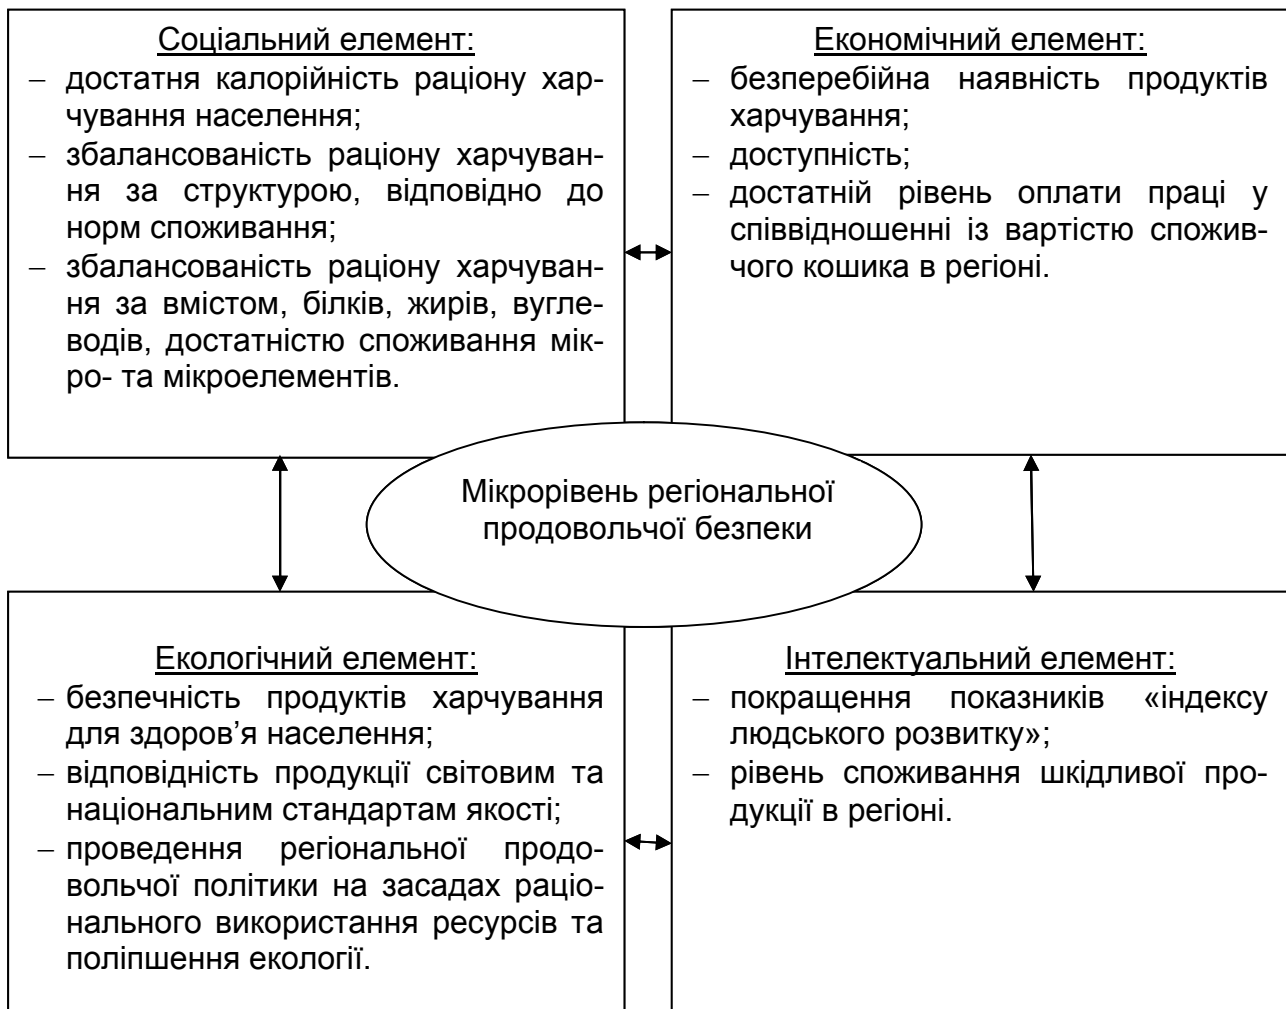 Соціальний елемент:
– достатня калорійність раціону хар-
чування населення;
– збалансованість раціону харчуван-
ня за структурою, відповідно до
норм споживання;
– збалансованість раціону харчуван-
ня за вмістом, білків, жирів, вугле-
водів, достатністю споживання мік-
ро- та мікроелементів.
Економічний елемент:
– безперебійна наявність продуктів
харчування;
– доступність;
– достатній рівень оплати праці у
співвідношенні із вартістю спожив-
чого кошика в регіоні.
Мікрорівень регіональної
продовольчої безпеки
Екологічний елемент:
– безпечність продуктів харчування
для здоров’я населення;
– відповідність продукції світовим та
національним стандартам якості;
– проведення регіональної продо-
вольчої політики на засадах раціо-
нального використання ресурсів та
поліпшення екології.
Інтелектуальний елемент:
– покращення показників «індексу
людського розвитку»;
– рівень споживання шкідливої про-
дукції в регіоні.